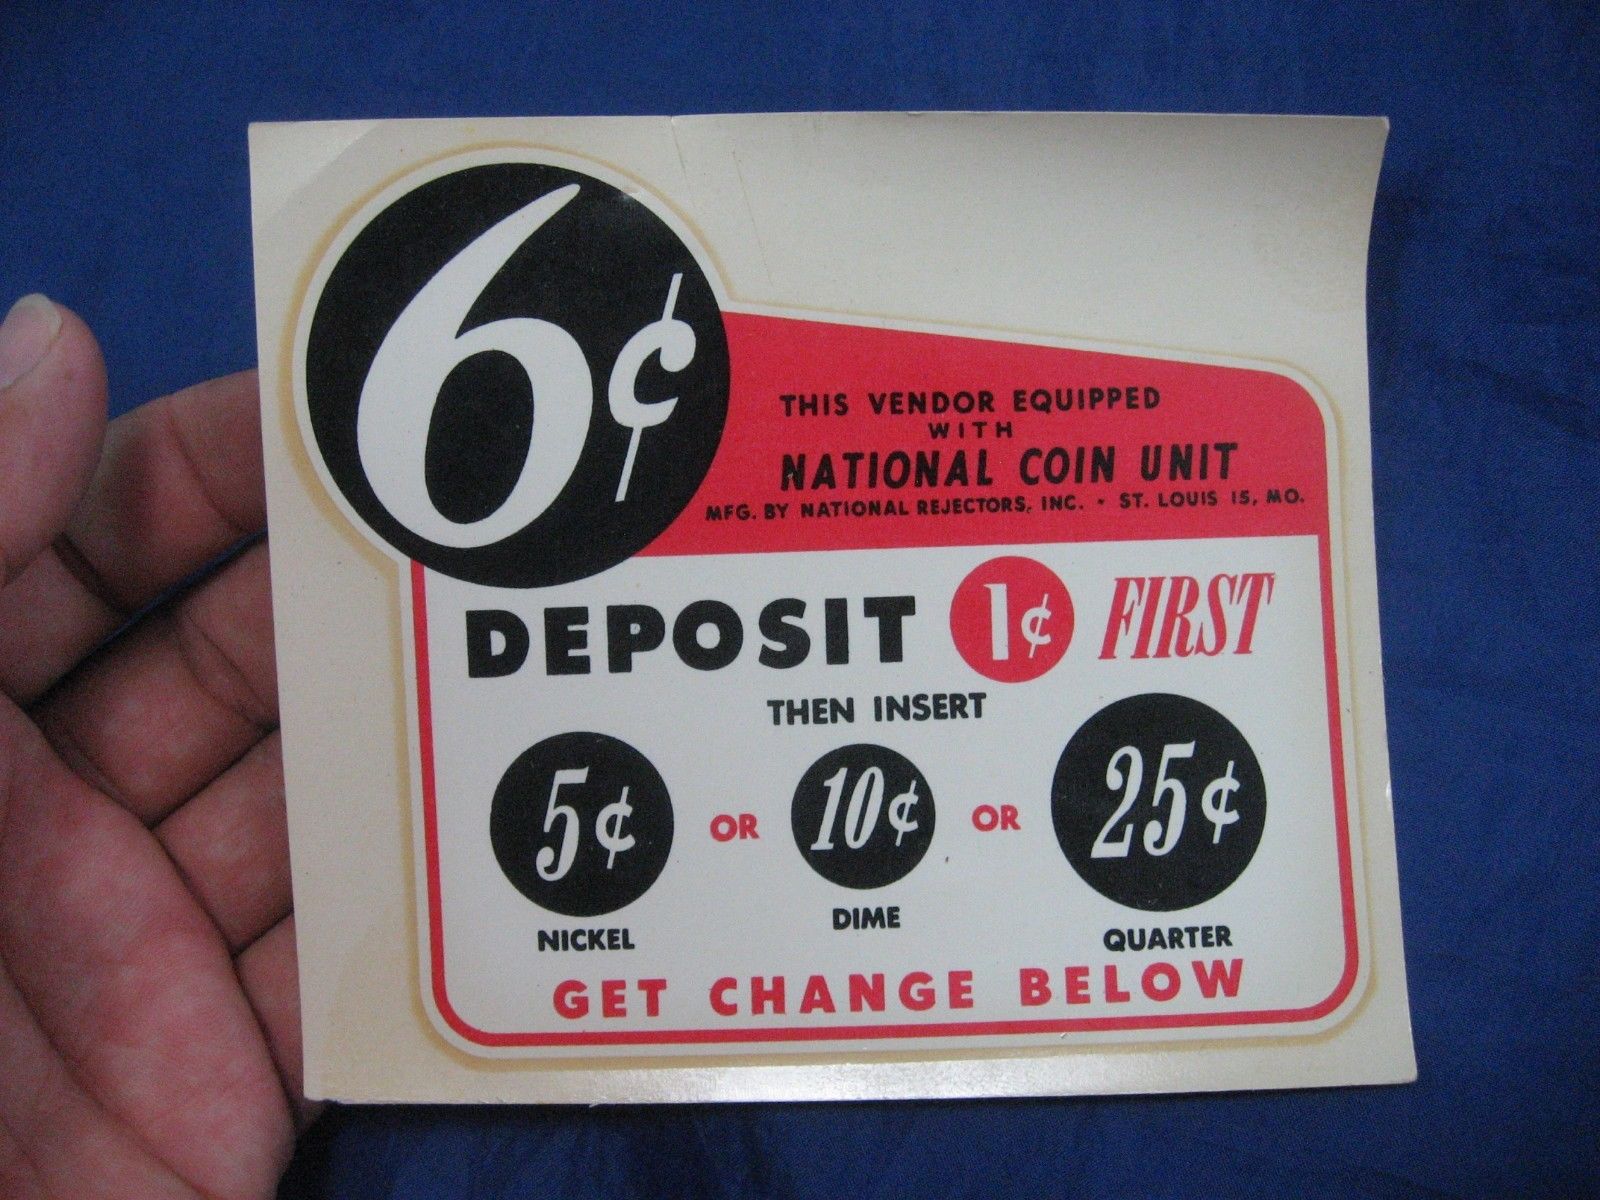 6¢
THIS VENDOR EQUIPPED
WITH
NATIONAL COIN UNIT
MFG. BY NATIONAL REJECTORS, INC. • ST. LOUIS 15, MO.
DEPOSIT 1¢ FIRST
THEN INSERT
5¢ OR 10¢ OR 25¢
NICKEL DIME QUARTER
GET CHANGE BELOW